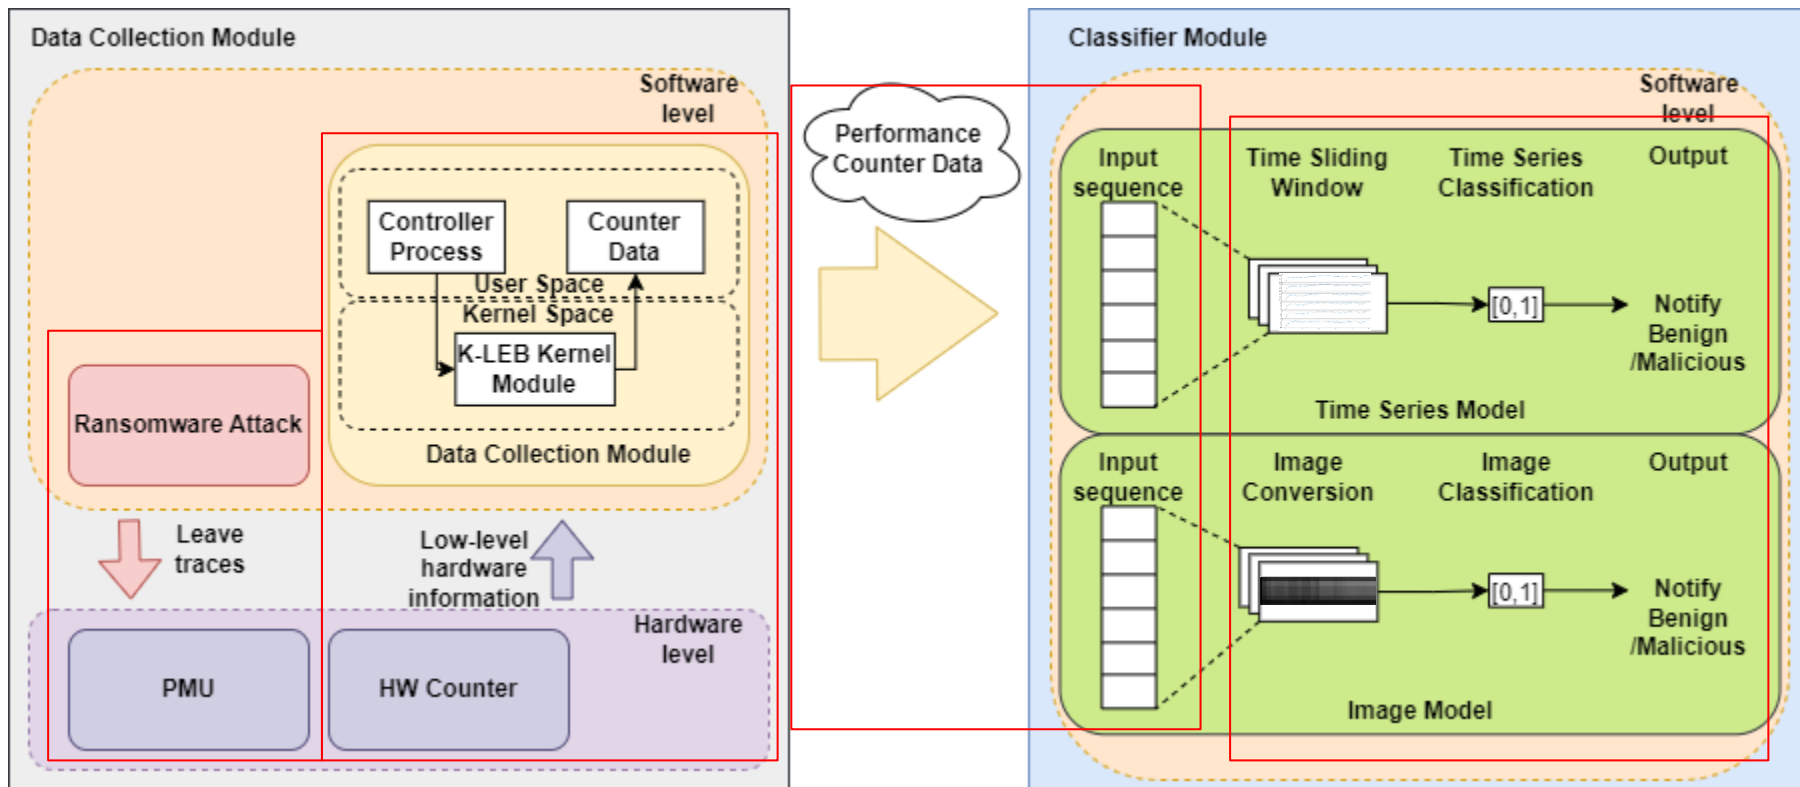 Data Collection Module
Software
level
Controller
Process
Counter
Data
User Space
Kernel Space
K-LEB Kernel
Module
Data Collection Module
Ransomware Attack
Leave
traces
Low-level
hardware
information
Hardware
level
PMU
HW Counter
Performance
Counter Data
Classifier Module
Software
level
Input
sequence
Time Sliding
Window
Time Series
Classification
Output
[0,1]
Notify
Benign
/Malicious
Time Series Model
Input
sequence
Image
Conversion
Image
Classification
Output
[0,1]
Notify
Benign
/Malicious
Image Model